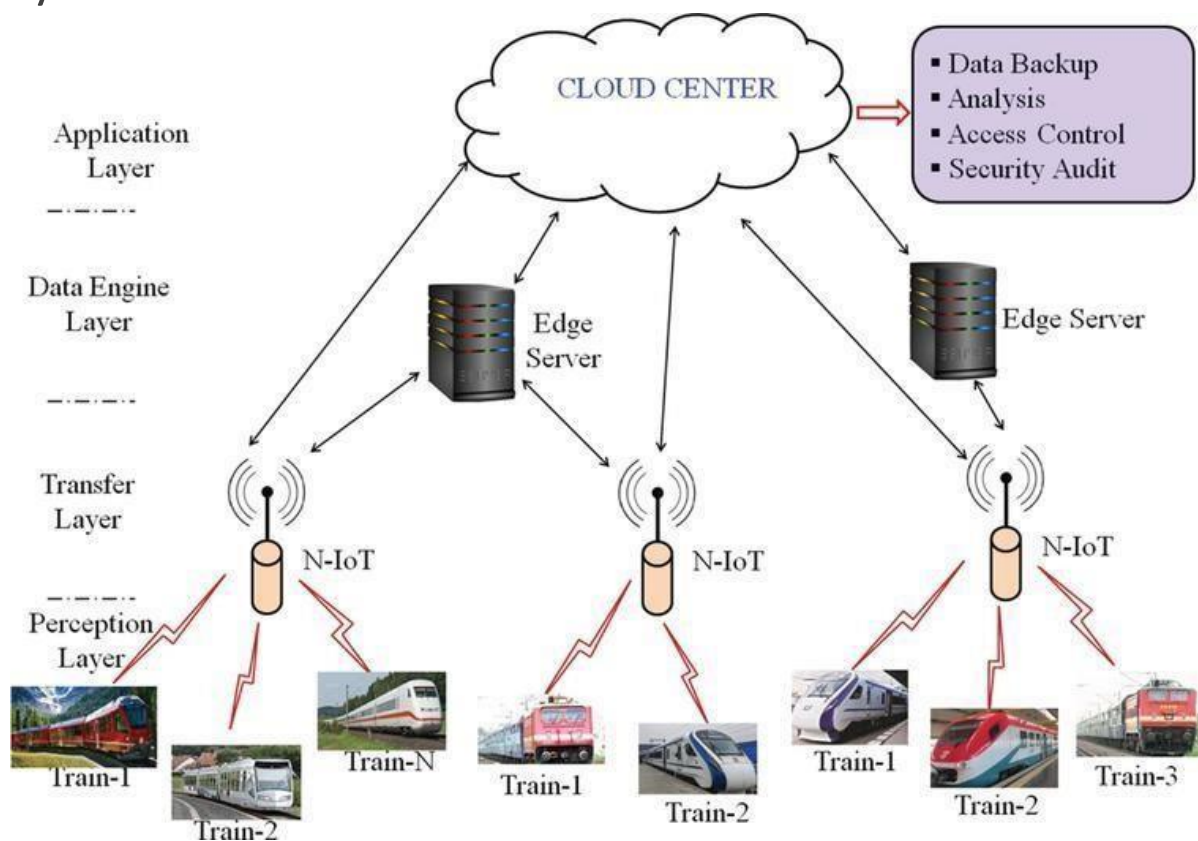 CLOUD CENTER
▪ Data Backup
▪ Analysis
▪ Access Control
▪ Security Audit
Application
Layer
Data Engine
Layer
Edge
Server
Edge Server
Transfer
Layer
N-IoT
N-IoT
N-IoT
Perception
Layer
Train-1
Train-2
Train-N
Train-1
Train-2
Train-1
Train-2
Train-3